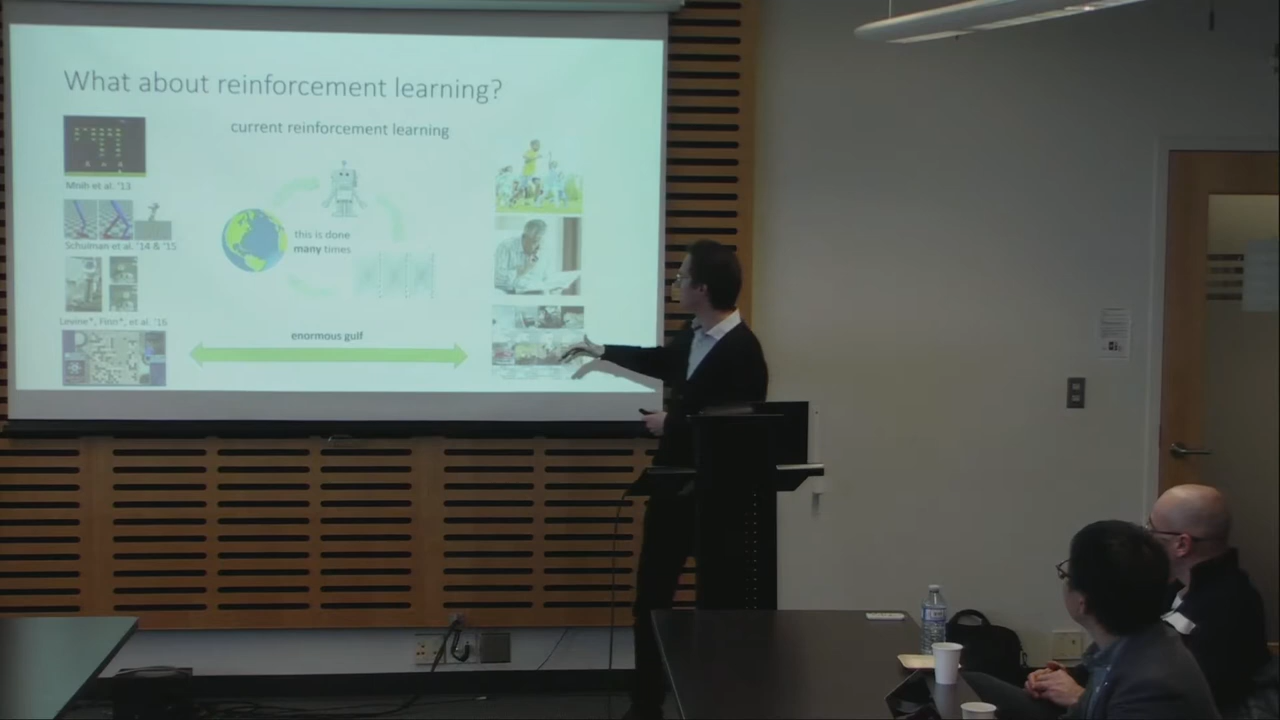 What about reinforcement learning?
current reinforcement learning
Mnih et al. '13
Schulman et al. '14 & '15
this is done
many times
Levine*, Finn*, et al. '16
enormous gulf